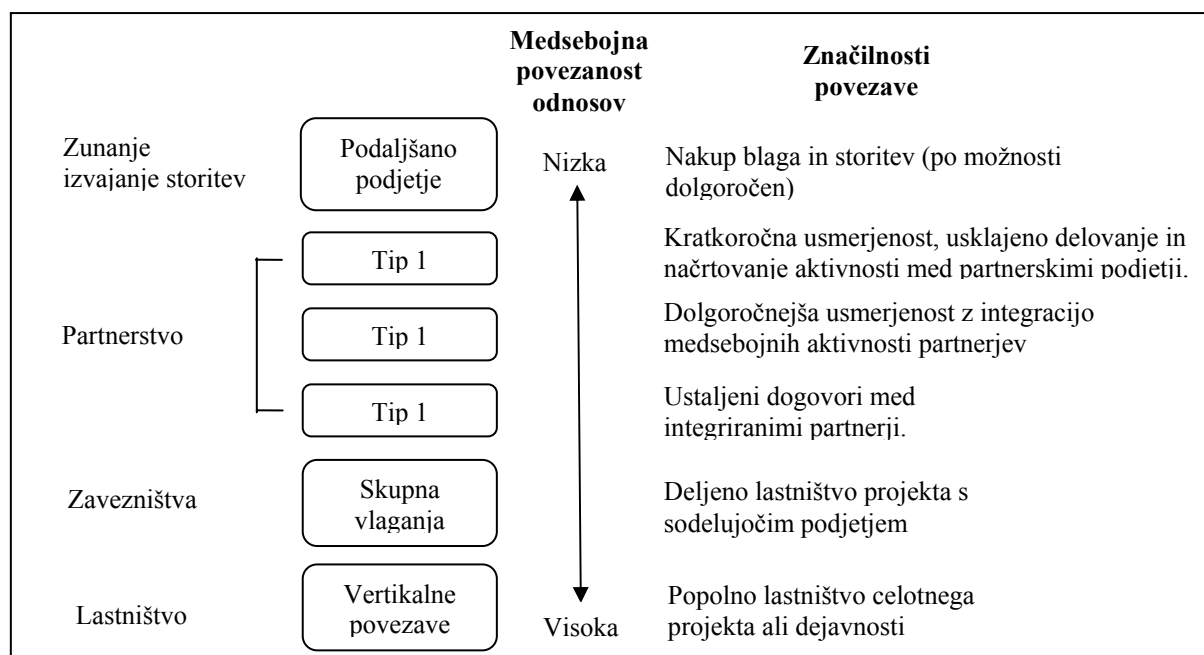 Medsebojna
povezanost
odnosov
Značilnosti
povezave
Zunanje
izvajanje storitev
Podaljšano
podjetje
Nizka
Nakup blaga in storitev (po možnosti
dolgoročen)
Partnerstvo
Tip 1
Kratkoročna usmerjenost, usklajeno delovanje in
načrtovanje aktivnosti med partnerskimi podjetji.
Tip 1
Dolgoročnejša usmerjenost z integracijo
medsebojnih aktivnosti partnerjev
Tip 1
Ustaljeni dogovori med
integriranimi partnerji.
Zavezništva
Skupna
vlaganja
Deljeno lastništvo projekta s
sodelujočim podjetjem
Lastništvo
Vertikalne
povezave
Visoka
Popolno lastništvo celotnega
projekta ali dejavnosti